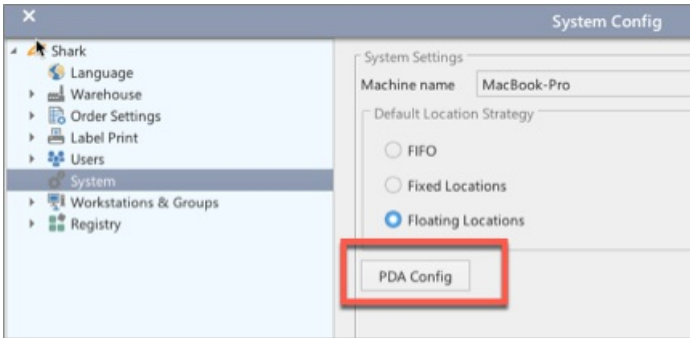 System Config
Shark
Language
Warehouse
Order Settings
Label Print
Users
System
Workstations & Groups
Registry
System Settings
Machine name MacBook-Pro
Default Location Strategy
FIFO
Fixed Locations
Floating Locations
PDA Config